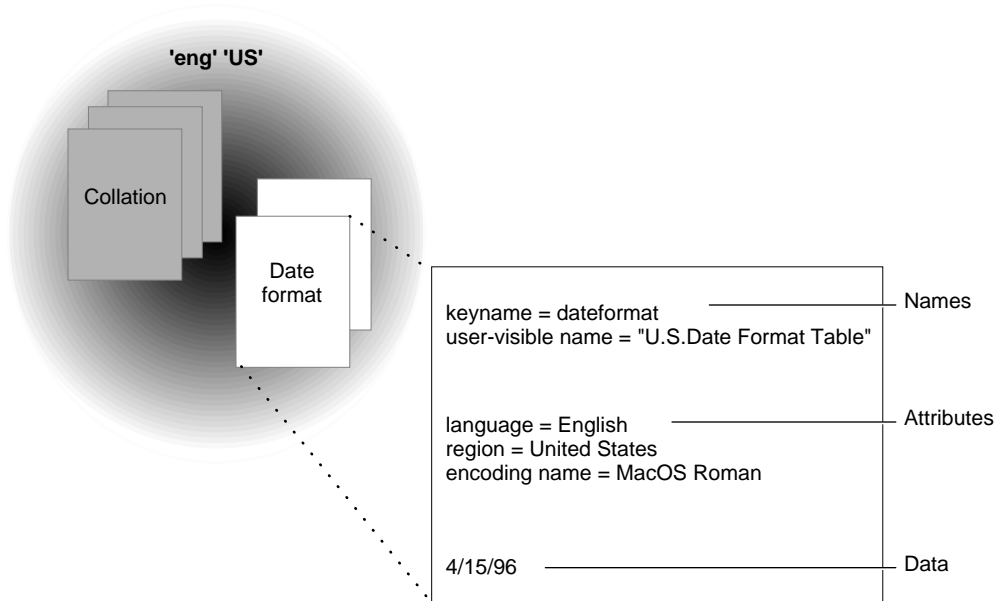 'eng' 'US'
Collation
Date
format
keyname = dateformat
user-visible name = "U.S.Date Format Table"
Names
language = English
region = United States
encoding name = MacOS Roman
Attributes
4/15/96
Data